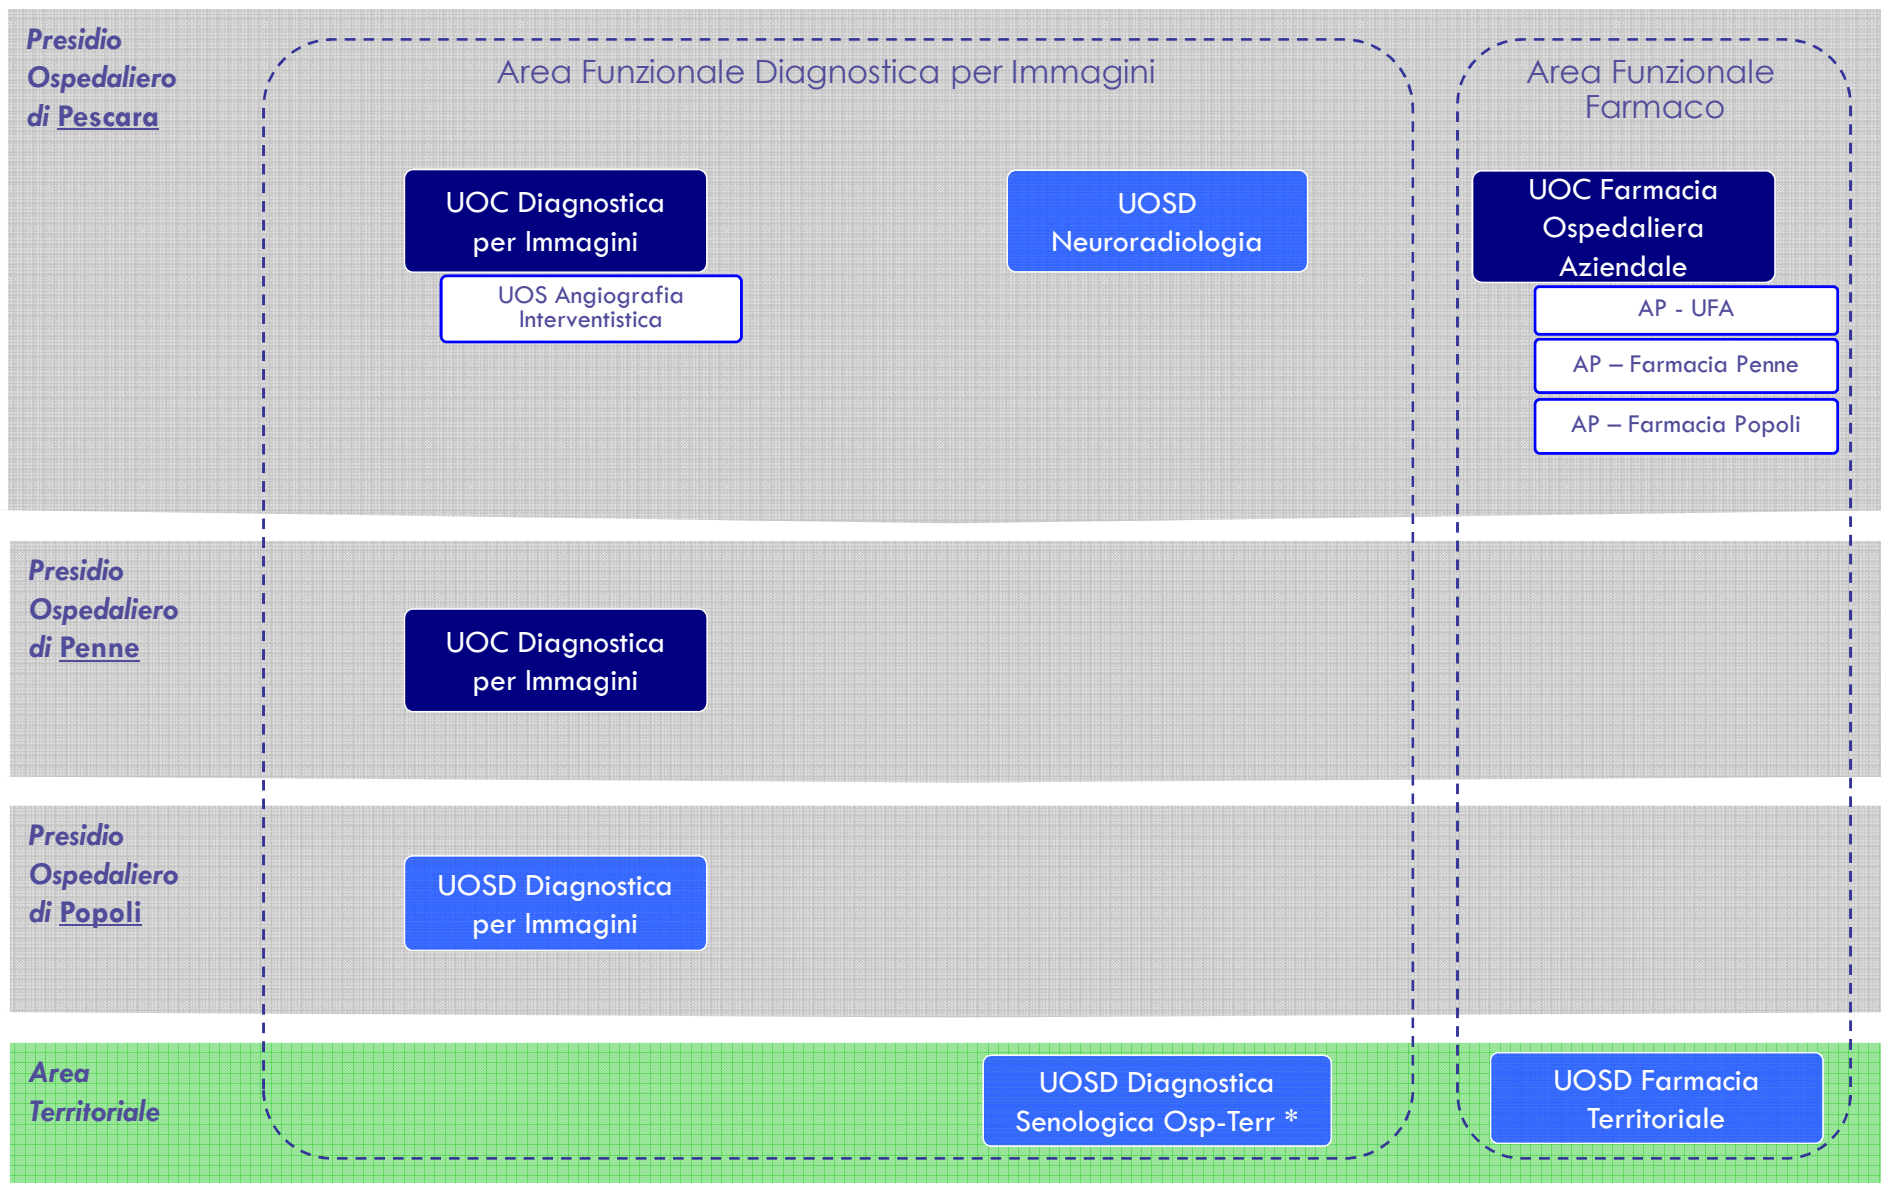 Presidio
Ospedaliero
di Pescara
Area Funzionale Diagnostica per Immagini
Area Funzionale
Farmaco
UOC Diagnostica
per Immagini
UOS Angiografia
Interventistica
UOSD
Neuroradiologia
UOC Farmacia
Ospedaliera
Aziendale
AP - UFA
AP – Farmacia Penne
AP – Farmacia Popoli
Presidio
Ospedaliero
di Penne
UOC Diagnostica
per Immagini
Presidio
Ospedaliero
di Popoli
UOSD Diagnostica
per Immagini
Area
Territoriale
UOSD Diagnostica
Senologica Osp-Terr *
UOSD Farmacia
Territoriale